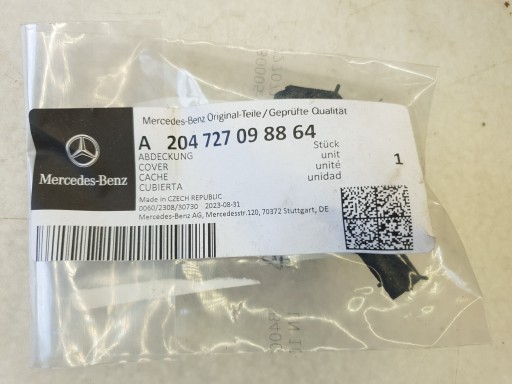 Mercedes-Benz Original-Teile/Geprüfte Qualität
A 204 727 09 88 64
ABDECKUNG
COVER
CACHE
CUBIERTA
Stück
unit
unité
unidad
1
Mercedes-Benz
Made in CZECH REPUBLIC
0060/2308/30730 2023-08-31
Mercedes-Benz AG, Mercedesstr.120, 70372 Stuttgart, DE